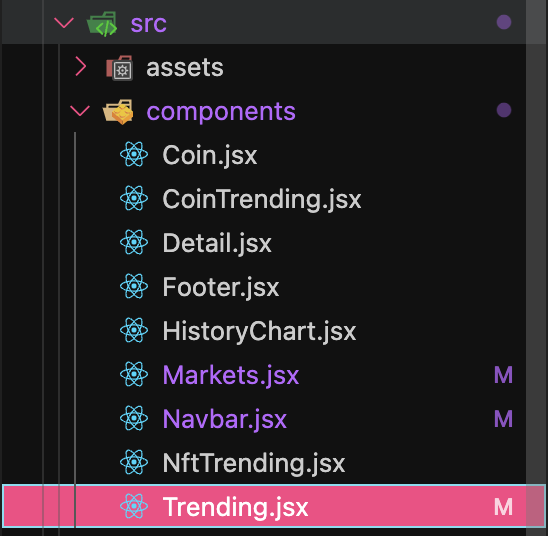 src
assets
components
Coin.jsx
CoinTrending.jsx
Detail.jsx
Footer.jsx
HistoryChart.jsx
Markets.jsx M
Navbar.jsx M
NftTrending.jsx
Trending.jsx M